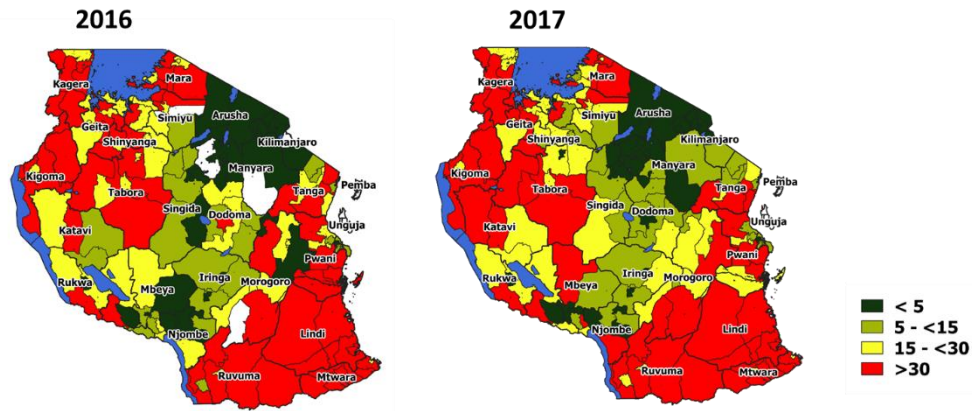 2016
Kagera
Mara
Arusha
Simiyu
Geita
Shinyanga
Kilimanjaro
Manyara
Kigoma
Tabora
Singida
Dodoma
Tanga
Pemba
Unguja
Katavi
Pwani
Rukwa
Mbeya
Iringa
Morogoro
Njombe
Lindi
Ruvuma
Mtwara
2017
Kagera
Mara
Arusha
Simiyu
Geita
Shinyanga
Kilimanjaro
Manyara
Kigoma
Tabora
Singida
Dodoma
Tanga
Pemba
Unguja
Katavi
Pwani
Rukwa
Mbeya
Iringa
Morogoro
Njombe
Lindi
Ruvuma
Mtwara
< 5
5 - <15
15 - <30
>30